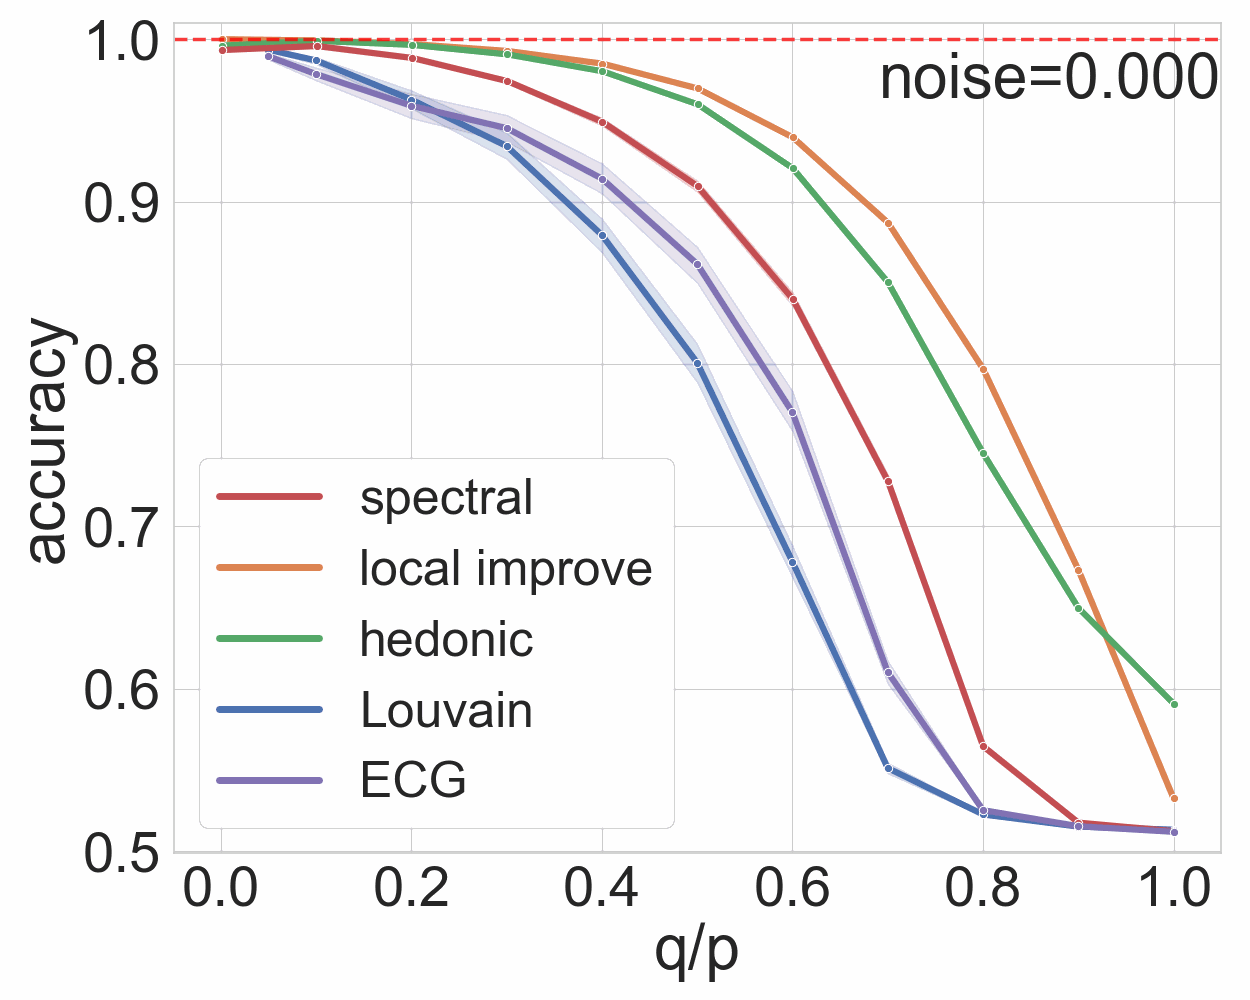 1.0
noise=0.000
0.9
0.8
0.7
0.6
0.5
accuracy
spectral
local improve
hedonic
Louvain
ECG
0.0 0.2 0.4 0.6 0.8 1.0
q/p